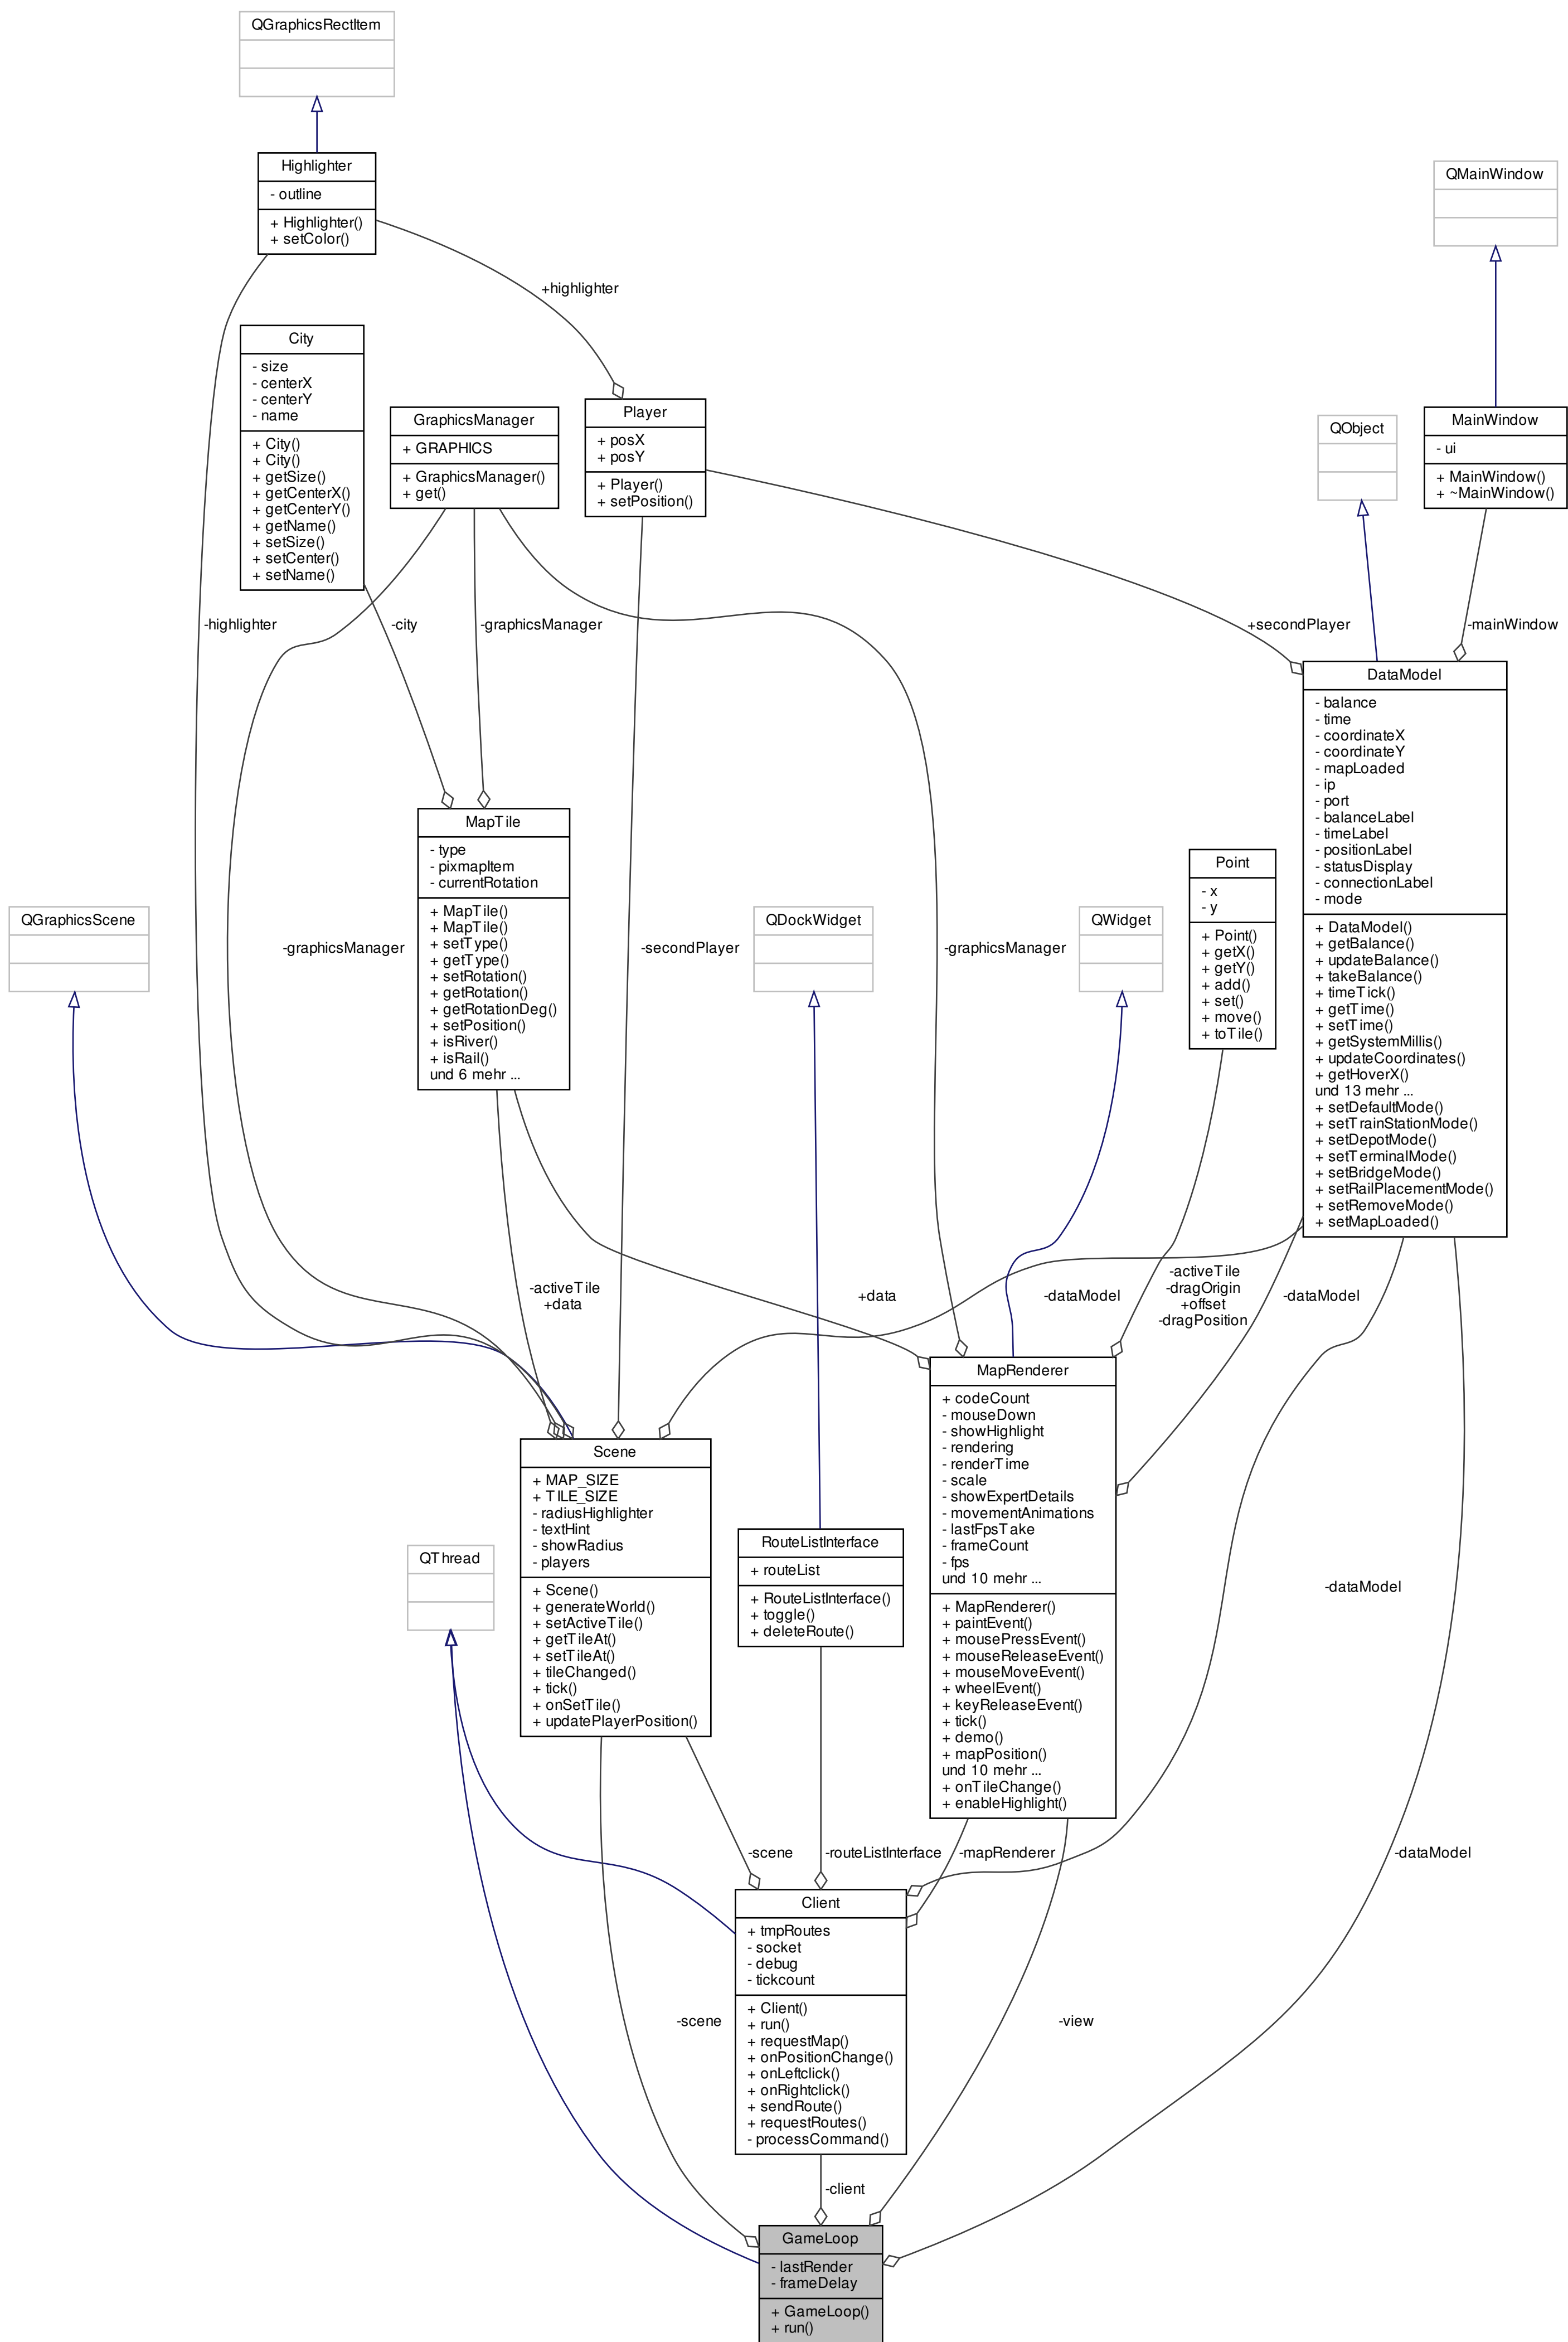 QGraphicsRectItem
Highlighter
- outline
+ Highlighter()
+ setColor()
QMainWindow
+highlighter
City
- size
- centerX
- centerY
- name
+ City()
+ City()
+ getSize()
+ getCenterX()
+ getCenterY()
+ getName()
+ setSize()
+ setCenter()
+ setName()
GraphicsManager
+ GRAPHICS
+ GraphicsManager()
+ get()
Player
+ posX
+ posY
+ Player()
+ setPosition()
QObject
MainWindow
- ui
+ MainWindow()
+ ~MainWindow()
-highlighter
-city
-graphicsManager
+secondPlayer
-mainWindow
DataModel
- balance
- time
- coordinateX
- coordinateY
- mapLoaded
- ip
- port
- balanceLabel
- timeLabel
- positionLabel
- statusDisplay
- connectionLabel
- mode
+ DataModel()
+ getBalance()
+ updateBalance()
+ takeBalance()
+ timeTick()
+ getTime()
+ setTime()
+ getSystemMillis()
+ updateCoordinates()
+ getHoverX()
und 13 mehr ...
+ setDefaultMode()
+ setTrainStationMode()
+ setDepotMode()
+ setTerminalMode()
+ setBridgeMode()
+ setRailPlacementMode()
+ setRemoveMode()
+ setMapLoaded()
MapTile
- type
- pixmapItem
- currentRotation
+ MapTile()
+ MapTile()
+ setType()
+ getType()
+ setRotation()
+ getRotation()
+ getRotationDeg()
+ setPosition()
+ isRiver()
+ isRail()
und 6 mehr ...
Point
- x
- y
+ Point()
+ getX()
+ getY()
+ add()
+ set()
+ move()
+ toTile()
QGraphicsScene
-graphicsManager
-secondPlayer
QDockWidget
-graphicsManager
QWidget
-activeTile
+data
+data
-dataModel
-activeTile
-dragOrigin
+offset
-dragPosition
-dataModel
MapRenderer
+ codeCount
- mouseDown
- showHighlight
- rendering
- renderTime
- scale
- showExpertDetails
- movementAnimations
- lastFpsTake
- frameCount
- fps
und 10 mehr ...
+ MapRenderer()
+ paintEvent()
+ mousePressEvent()
+ mouseReleaseEvent()
+ mouseMoveEvent()
+ wheelEvent()
+ keyReleaseEvent()
+ tick()
+ demo()
+ mapPosition()
und 10 mehr ...
+ onTileChange()
+ enableHighlight()
Scene
+ MAP_SIZE
+ TILE_SIZE
- radiusHighlighter
- textHint
- showRadius
- players
+ Scene()
+ generateWorld()
+ setActiveTile()
+ getTileAt()
+ setTileAt()
+ tileChanged()
+ tick()
+ onSetTile()
+ updatePlayerPosition()
QThread
RouteListInterface
+ routeList
+ RouteListInterface()
+ toggle()
+ deleteRoute()
-dataModel
-scene
-routeListInterface
-mapRenderer
-dataModel
Client
+ tmpRoutes
- socket
- debug
- tickcount
+ Client()
+ run()
+ requestMap()
+ onPositionChange()
+ onLeftclick()
+ onRightclick()
+ sendRoute()
+ requestRoutes()
- processCommand()
-scene
-view
-client
GameLoop
- lastRender
- frameDelay
+ GameLoop()
+ run()